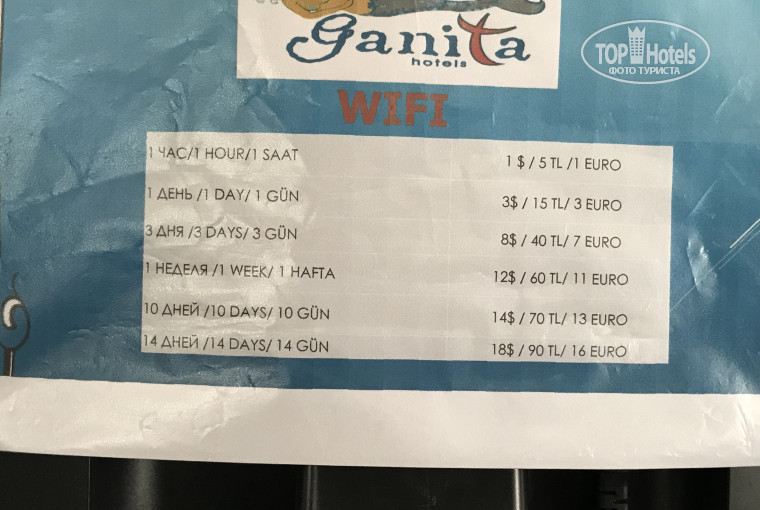 ganita
hotels
TOP Hotels
ФОТО ТУРИСТА
WIFI
1 ЧАС/1 HOUR/1 SAAT 1 $ / 5 TL /1 EURO
1 ДЕНЬ /1 DAY/ 1 GÜN 3$ / 15 TL/ 3 EURO
3 ДНЯ /3 DAYS/ 3 GÜN 8$ / 40 TL/ 7 EURO
1 НЕДЕЛЯ /1 WEEK/ 1 HAFTA 12$ / 60 TL/ 11 EURO
10 ДНЕЙ /10 DAYS/ 10 GÜN 14$ / 70 TL/ 13 EURO
14 ДНЕЙ /14 DAYS/ 14 GÜN 18$ / 90 TL/ 16 EURO